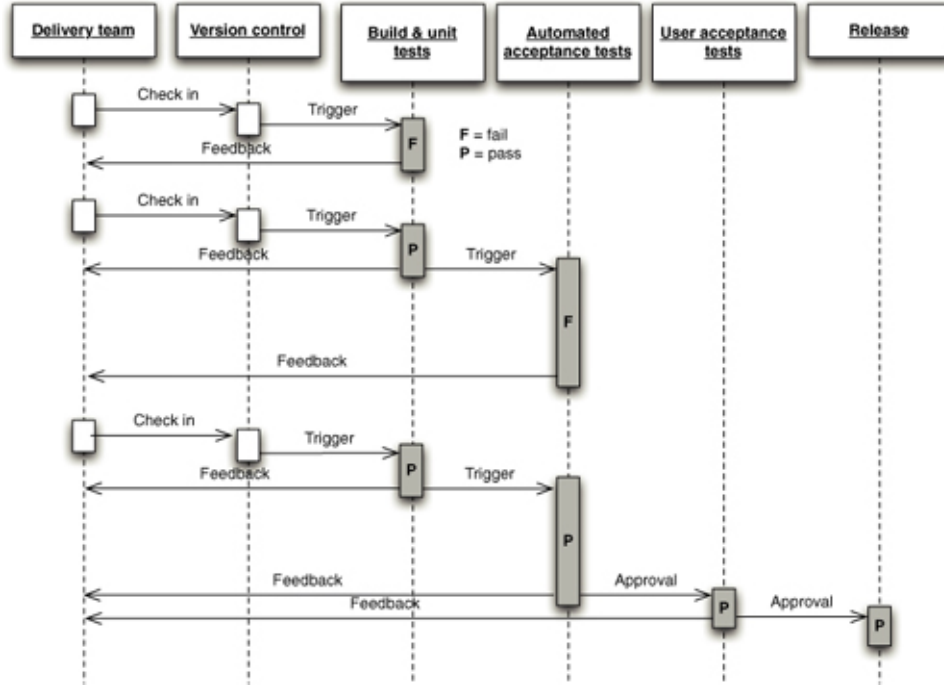 Delivery team
Version control
Build & unit
tests
Automated
acceptance tests
User acceptance
tests
Release
Check in
Trigger
F
F = fail
P = pass
Feedback
Check in
Trigger
P
Feedback
Trigger
F
Feedback
Check in
Trigger
P
Feedback
Trigger
P
Feedback
Approval
P
Feedback
Approval
P